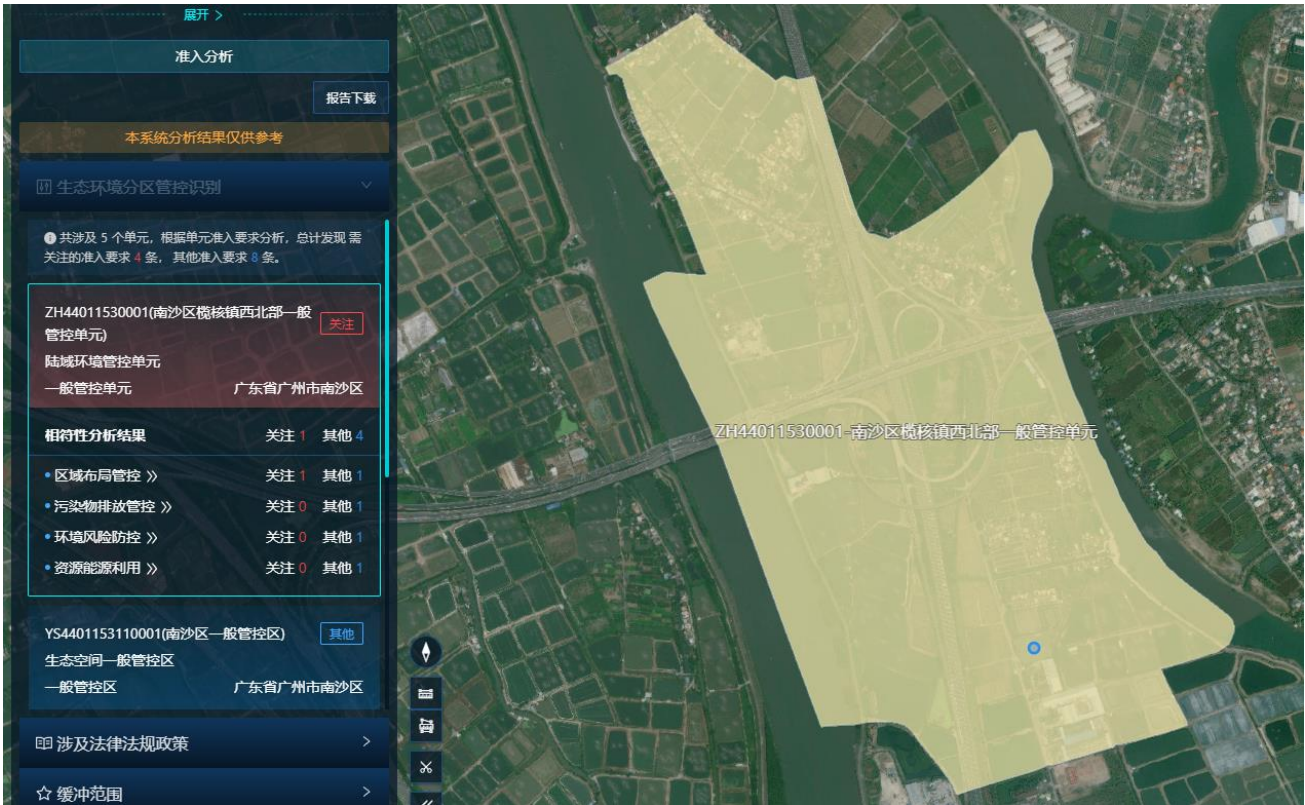 展开 >
准入分析
报告下载
本系统分析结果仅供参考
生态环境分区管控识别
共涉及 5 个单元，根据单元准入要求分析，总计发现 需
关注的准入要求 4 条，其他准入要求 8 条。
ZH44011530001(南沙区榄核镇西北部一般
管控单元)
关注
陆域环境管控单元
一般管控单元 广东省广州市南沙区
相符性分析结果 关注 1 其他 4
• 区域布局管控 » 关注 1 其他 1
• 污染物排放管控 » 关注 0 其他 1
• 环境风险防控 » 关注 0 其他 1
• 资源能源利用 » 关注 0 其他 1
YS4401153110001(南沙区一般管控区) 其他
生态空间一般管控区
一般管控区 广东省广州市南沙区
涉及法律法规政策 >
缓冲范围 >
ZH44011530001-南沙区榄核镇西北部一般管控单元